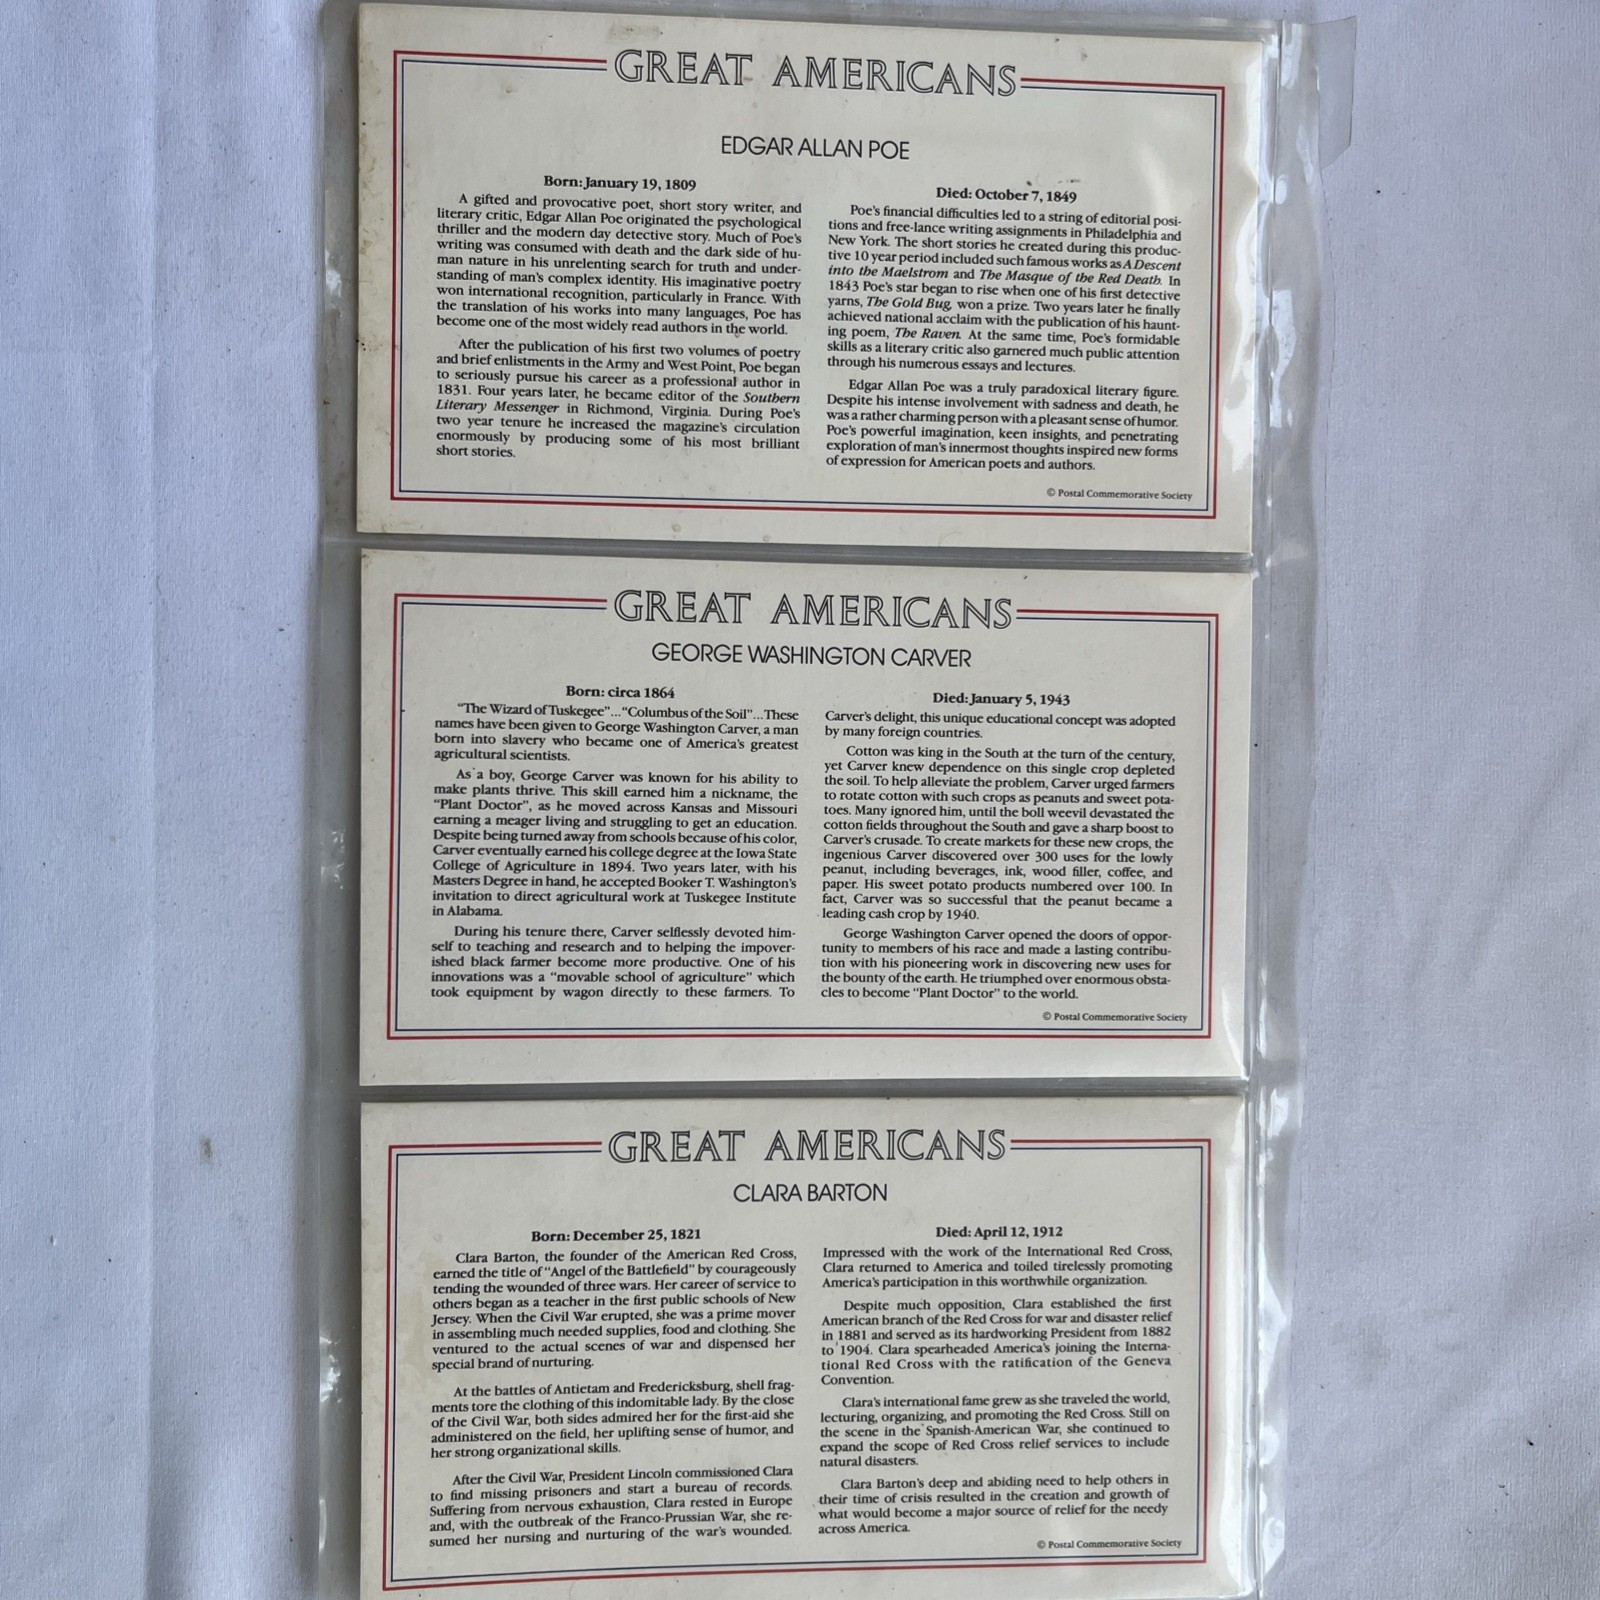 GREAT AMERICANS
EDGAR ALLAN POE
Born: January 19, 1809
A gifted and provocative poet, short story writer, and
literary critic, Edgar Allan Poe originated the psychological
thriller and the modern day detective story. Much of Poe's
writing was consumed with death and the dark side of hu-
man nature in his unrelenting search for truth and under-
standing of man's complex identity. His imaginative poetry
won international recognition, particularly in France. With
the translation of his works into many languages, Poe has
become one of the most widely read authors in the world.
After the publication of his first two volumes of poetry
and brief enlistments in the Army and West Point, Poe began
to seriously pursue his career as a professional author in
1831. Four years later, he became editor of the Southern
Literary Messenger in Richmond, Virginia. During Poe's
two year tenure he increased the magazine's circulation
enormously by producing some of his most brilliant
short stories.
Died: October 7, 1849
Poe's financial difficulties led to a string of editorial posi-
tions and free-lance writing assignments in Philadelphia and
New York. The short stories he created during this produc-
tive 10 year period included such famous works as A Descent
into the Maelstrom and The Masque of the Red Death. In
1843 Poe's star began to rise when one of his first detective
yarns, The Gold Bug, won a prize. Two years later he finally
achieved national acclaim with the publication of his haunt-
ing poem, The Raven. At the same time, Poe's formidable
skills as a literary critic also garnered much public attention
through his numerous essays and lectures.
Edgar Allan Poe was a truly paradoxical literary figure.
Despite his intense involvement with sadness and death, he
was a rather charming person with a pleasant sense of humor.
Poe's powerful imagination, keen insights, and penetrating
exploration of man's innermost thoughts inspired new forms
of expression for American poets and authors.
© Postal Commemorative Society
GREAT AMERICANS
GEORGE WASHINGTON CARVER
Born: circa 1864
"The Wizard of Tuskegee"..."Columbus of the Soil"...These
names have been given to George Washington Carver, a man
born into slavery who became one of America's greatest
agricultural scientists.
As a boy, George Carver was known for his ability to
make plants thrive. This skill earned him a nickname, the
"Plant Doctor", as he moved across Kansas and Missouri
earning a meager living and struggling to get an education.
Despite being turned away from schools because of his color,
Carver eventually earned his college degree at the Iowa State
College of Agriculture in 1894. Two years later, with his
Masters Degree in hand, he accepted Booker T. Washington's
invitation to direct agricultural work at Tuskegee Institute
in Alabama.
During his tenure there, Carver selflessly devoted him-
self to teaching and research and to helping the impover-
ished black farmer become more productive. One of his
innovations was a "movable school of agriculture" which
took equipment by wagon directly to these farmers. To
Died: January 5, 1943
Carver's delight, this unique educational concept was adopted
by many foreign countries.
Cotton was king in the South at the turn of the century,
yet Carver knew dependence on this single crop depleted
the soil. To help alleviate the problem, Carver urged farmers
to rotate cotton with such crops as peanuts and sweet pota-
toes. Many ignored him, until the boll weevil devastated the
cotton fields throughout the South and gave a sharp boost to
Carver's crusade. To create markets for these new crops, the
ingenious Carver discovered over 300 uses for the lowly
peanut, including beverages, ink, wood filler, coffee, and
paper. His sweet potato products numbered over 100. In
fact, Carver was so successful that the peanut became a
leading cash crop by 1940.
George Washington Carver opened the doors of oppor-
tunity to members of his race and made a lasting contribu-
tion with his pioneering work in discovering new uses for
the bounty of the earth. He triumphed over enormous obsta-
cles to become "Plant Doctor" to the world.
© Postal Commemorative Society
GREAT AMERICANS
CLARA BARTON
Born: December 25, 1821
Clara Barton, the founder of the American Red Cross,
earned the title of "Angel of the Battlefield" by courageously
tending the wounded of three wars. Her career of service to
others began as a teacher in the first public schools of New
Jersey. When the Civil War erupted, she was a prime mover
in assembling much needed supplies, food and clothing. She
ventured to the actual scenes of war and dispensed her
special brand of nurturing.
At the battles of Antietam and Fredericksburg, shell frag-
ments tore the clothing of this indomitable lady. By the close
of the Civil War, both sides admired her for the first-aid she
administered on the field, her uplifting sense of humor, and
her strong organizational skills.
After the Civil War, President Lincoln commissioned Clara
to find missing prisoners and start a bureau of records.
Suffering from nervous exhaustion, Clara rested in Europe
and, with the outbreak of the Franco-Prussian War, she re-
sumed her nursing and nurturing of the war's wounded.
Died: April 12, 1912
Impressed with the work of the International Red Cross,
Clara returned to America and toiled tirelessly promoting
America's participation in this worthwhile organization.
Despite much opposition, Clara established the first
American branch of the Red Cross for war and disaster relief
in 1881 and served as its hardworking President from 1882
to 1904. Clara spearheaded America's joining the Interna-
tional Red Cross with the ratification of the Geneva
Convention.
Clara's international fame grew as she traveled the world,
lecturing, organizing, and promoting the Red Cross. Still on
the scene in the Spanish-American War, she continued to
expand the scope of Red Cross relief services to include
natural disasters.
Clara Barton's deep and abiding need to help others in
their time of crisis resulted in the creation and growth of
what would become a major source of relief for the needy
across America.
© Postal Commemorative Society